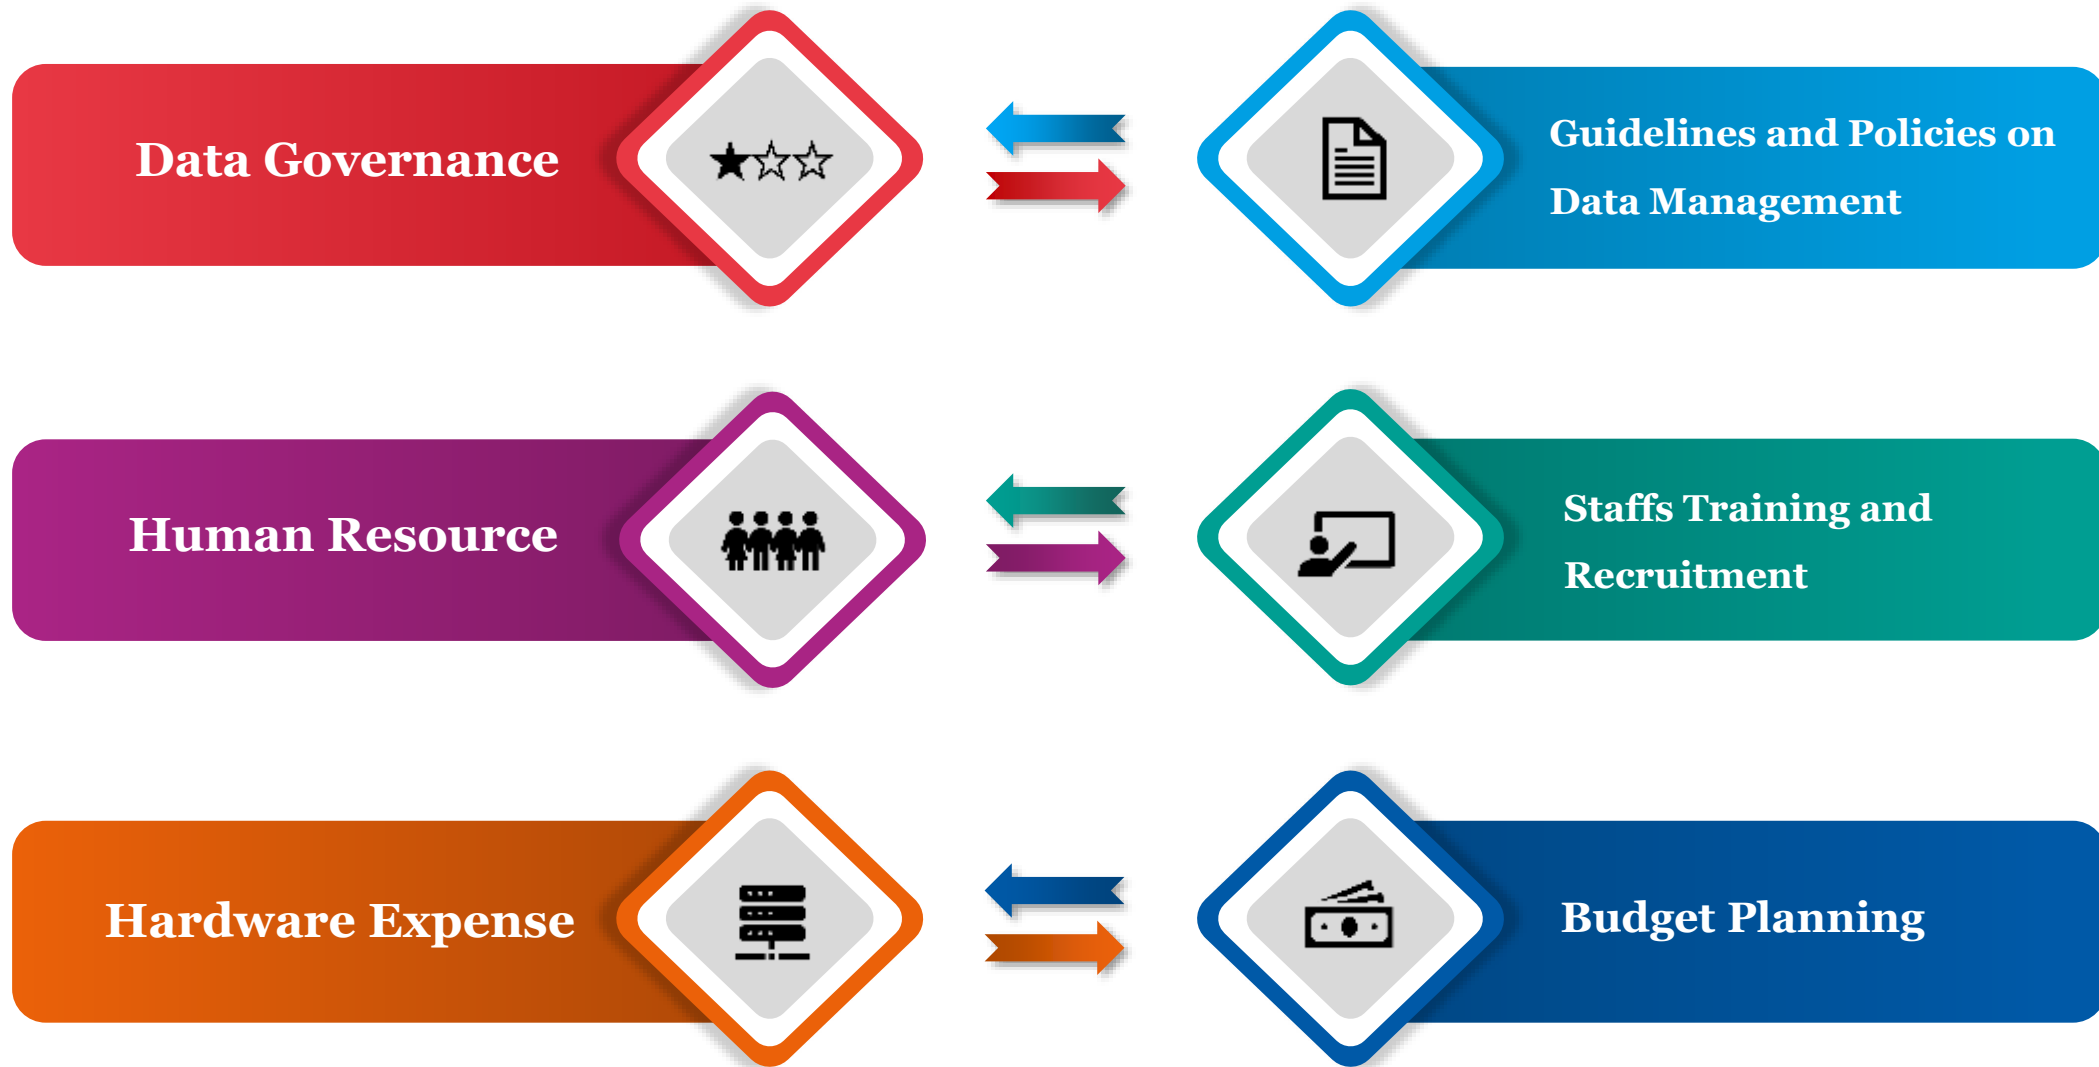 Data Governance
Guidelines and Policies on
Data Management
Human Resource
Staffs Training and
Recruitment
Hardware Expense
Budget Planning